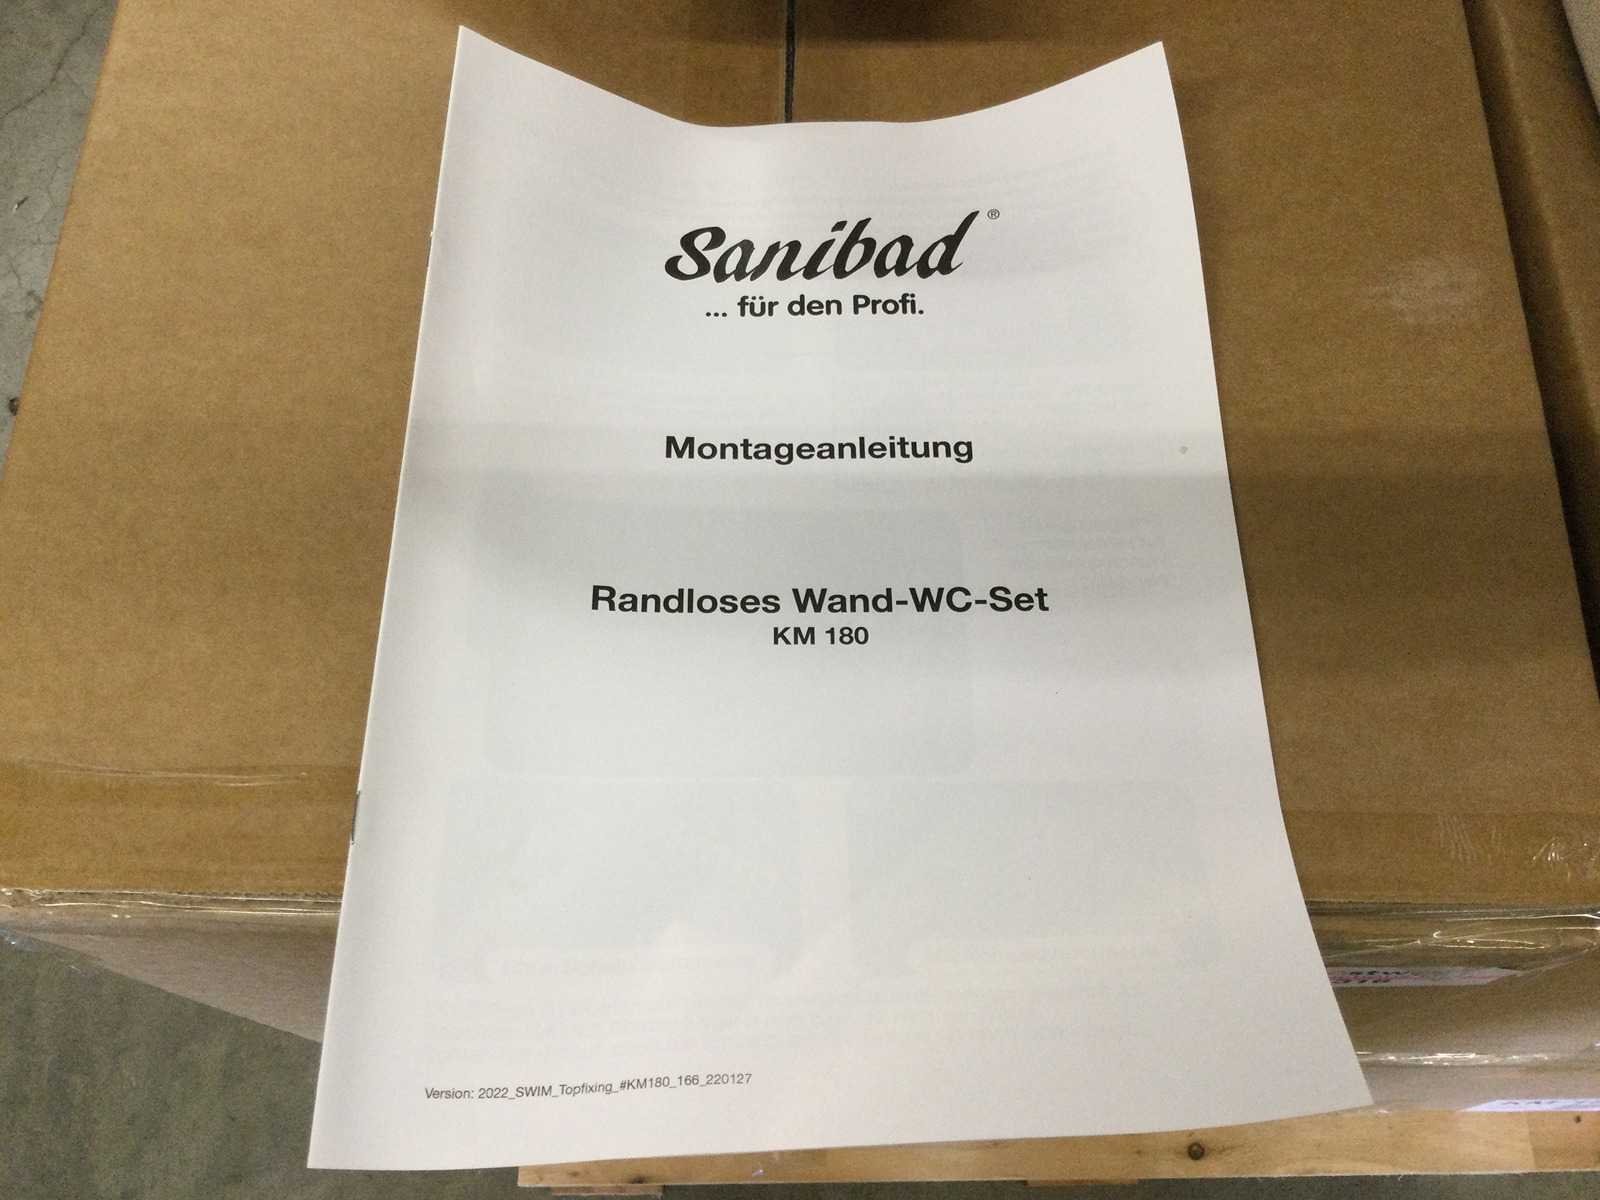 Sanibad®
... für den Profi.
Montageanleitung
Randloses Wand-WC-Set
KM 180
Version: 2022_SWIM_Topfixing_#KM180_166_220127